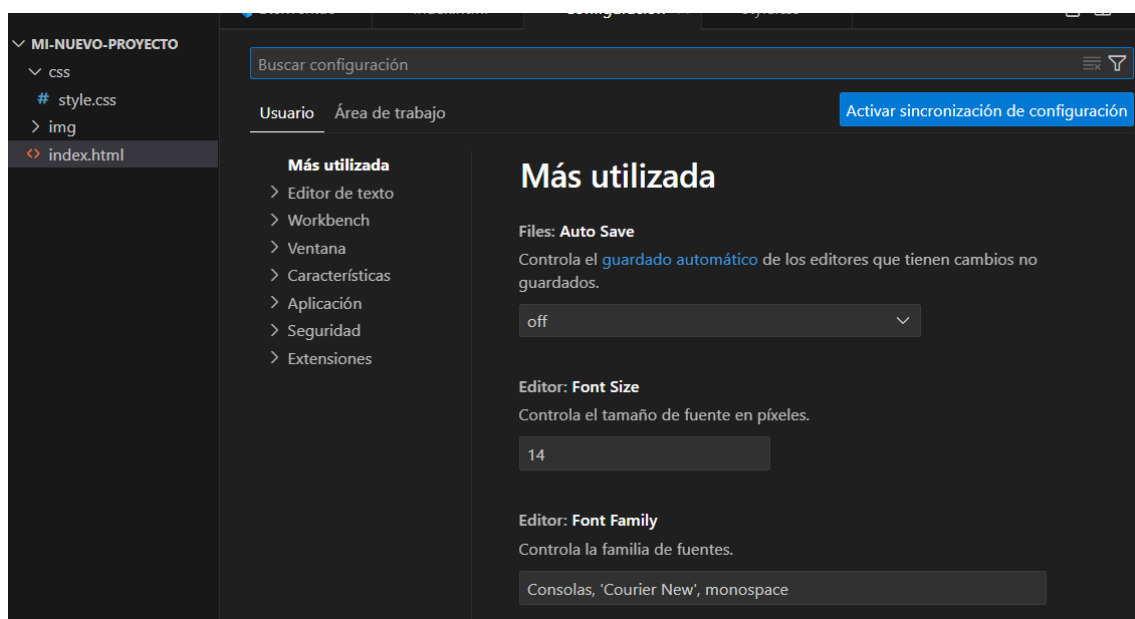 MI-NUEVO-PROYECTO
css
# style.css
img
<> index.html
Buscar configuración
Usuario Área de trabajo
Activar sincronización de configuración
Más utilizada
Editor de texto
Workbench
Ventana
Características
Aplicación
Seguridad
Extensiones
Más utilizada
Files: Auto Save
Controla el guardado automático de los editores que tienen cambios no
guardados.
off
Editor: Font Size
Controla el tamaño de fuente en píxeles.
14
Editor: Font Family
Controla la familia de fuentes.
Consolas, 'Courier New', monospace